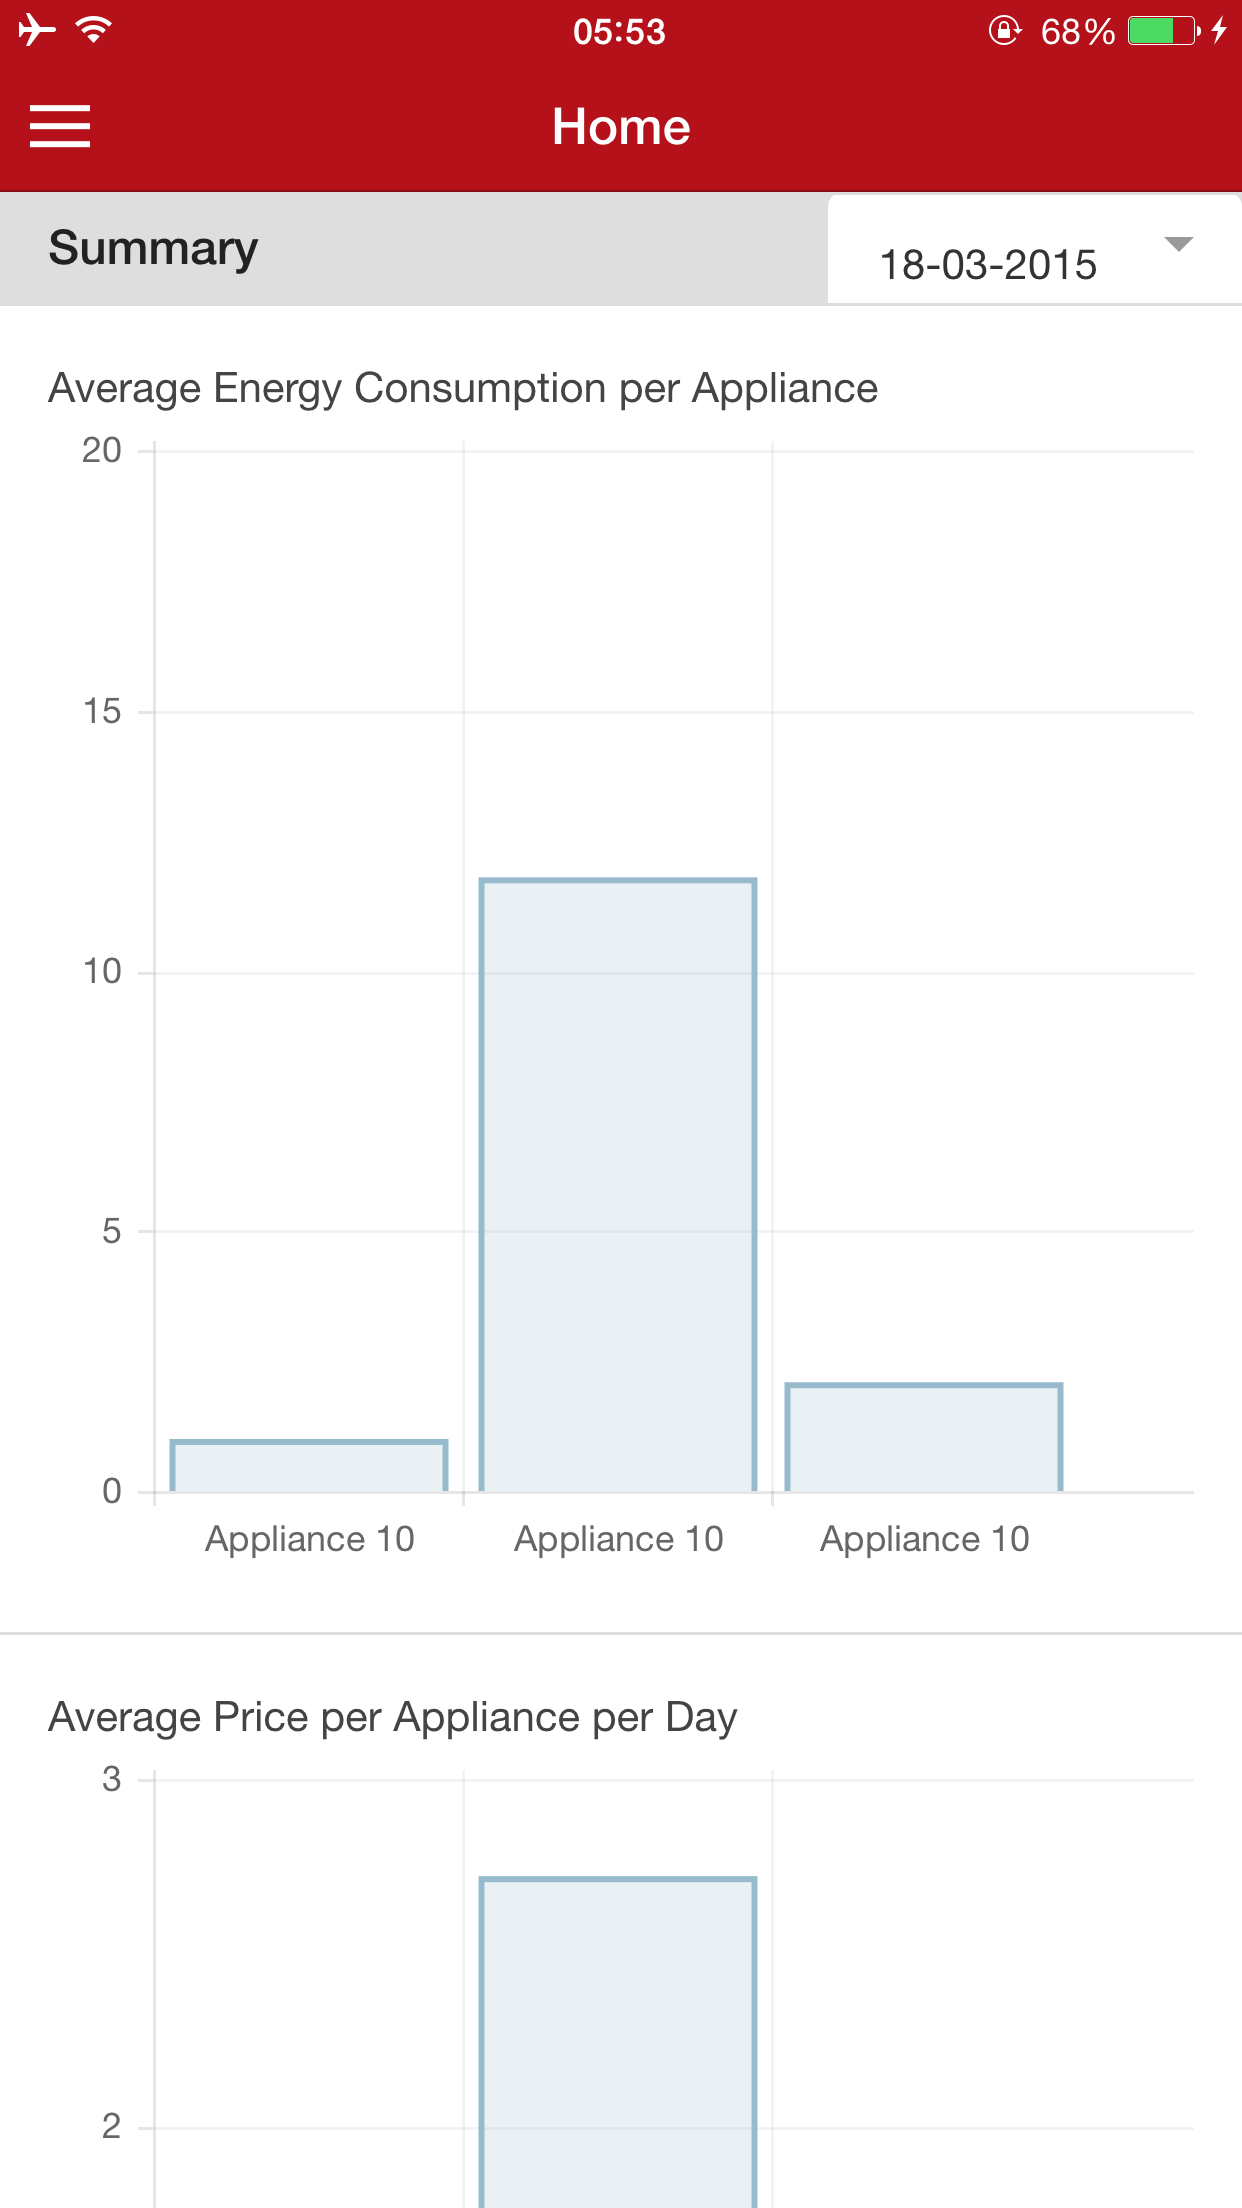 05:53
68%
Home
Summary
18-03-2015
Average Energy Consumption per Appliance
20
15
10
5
0
Appliance 10 Appliance 10 Appliance 10
Average Price per Appliance per Day
3
2